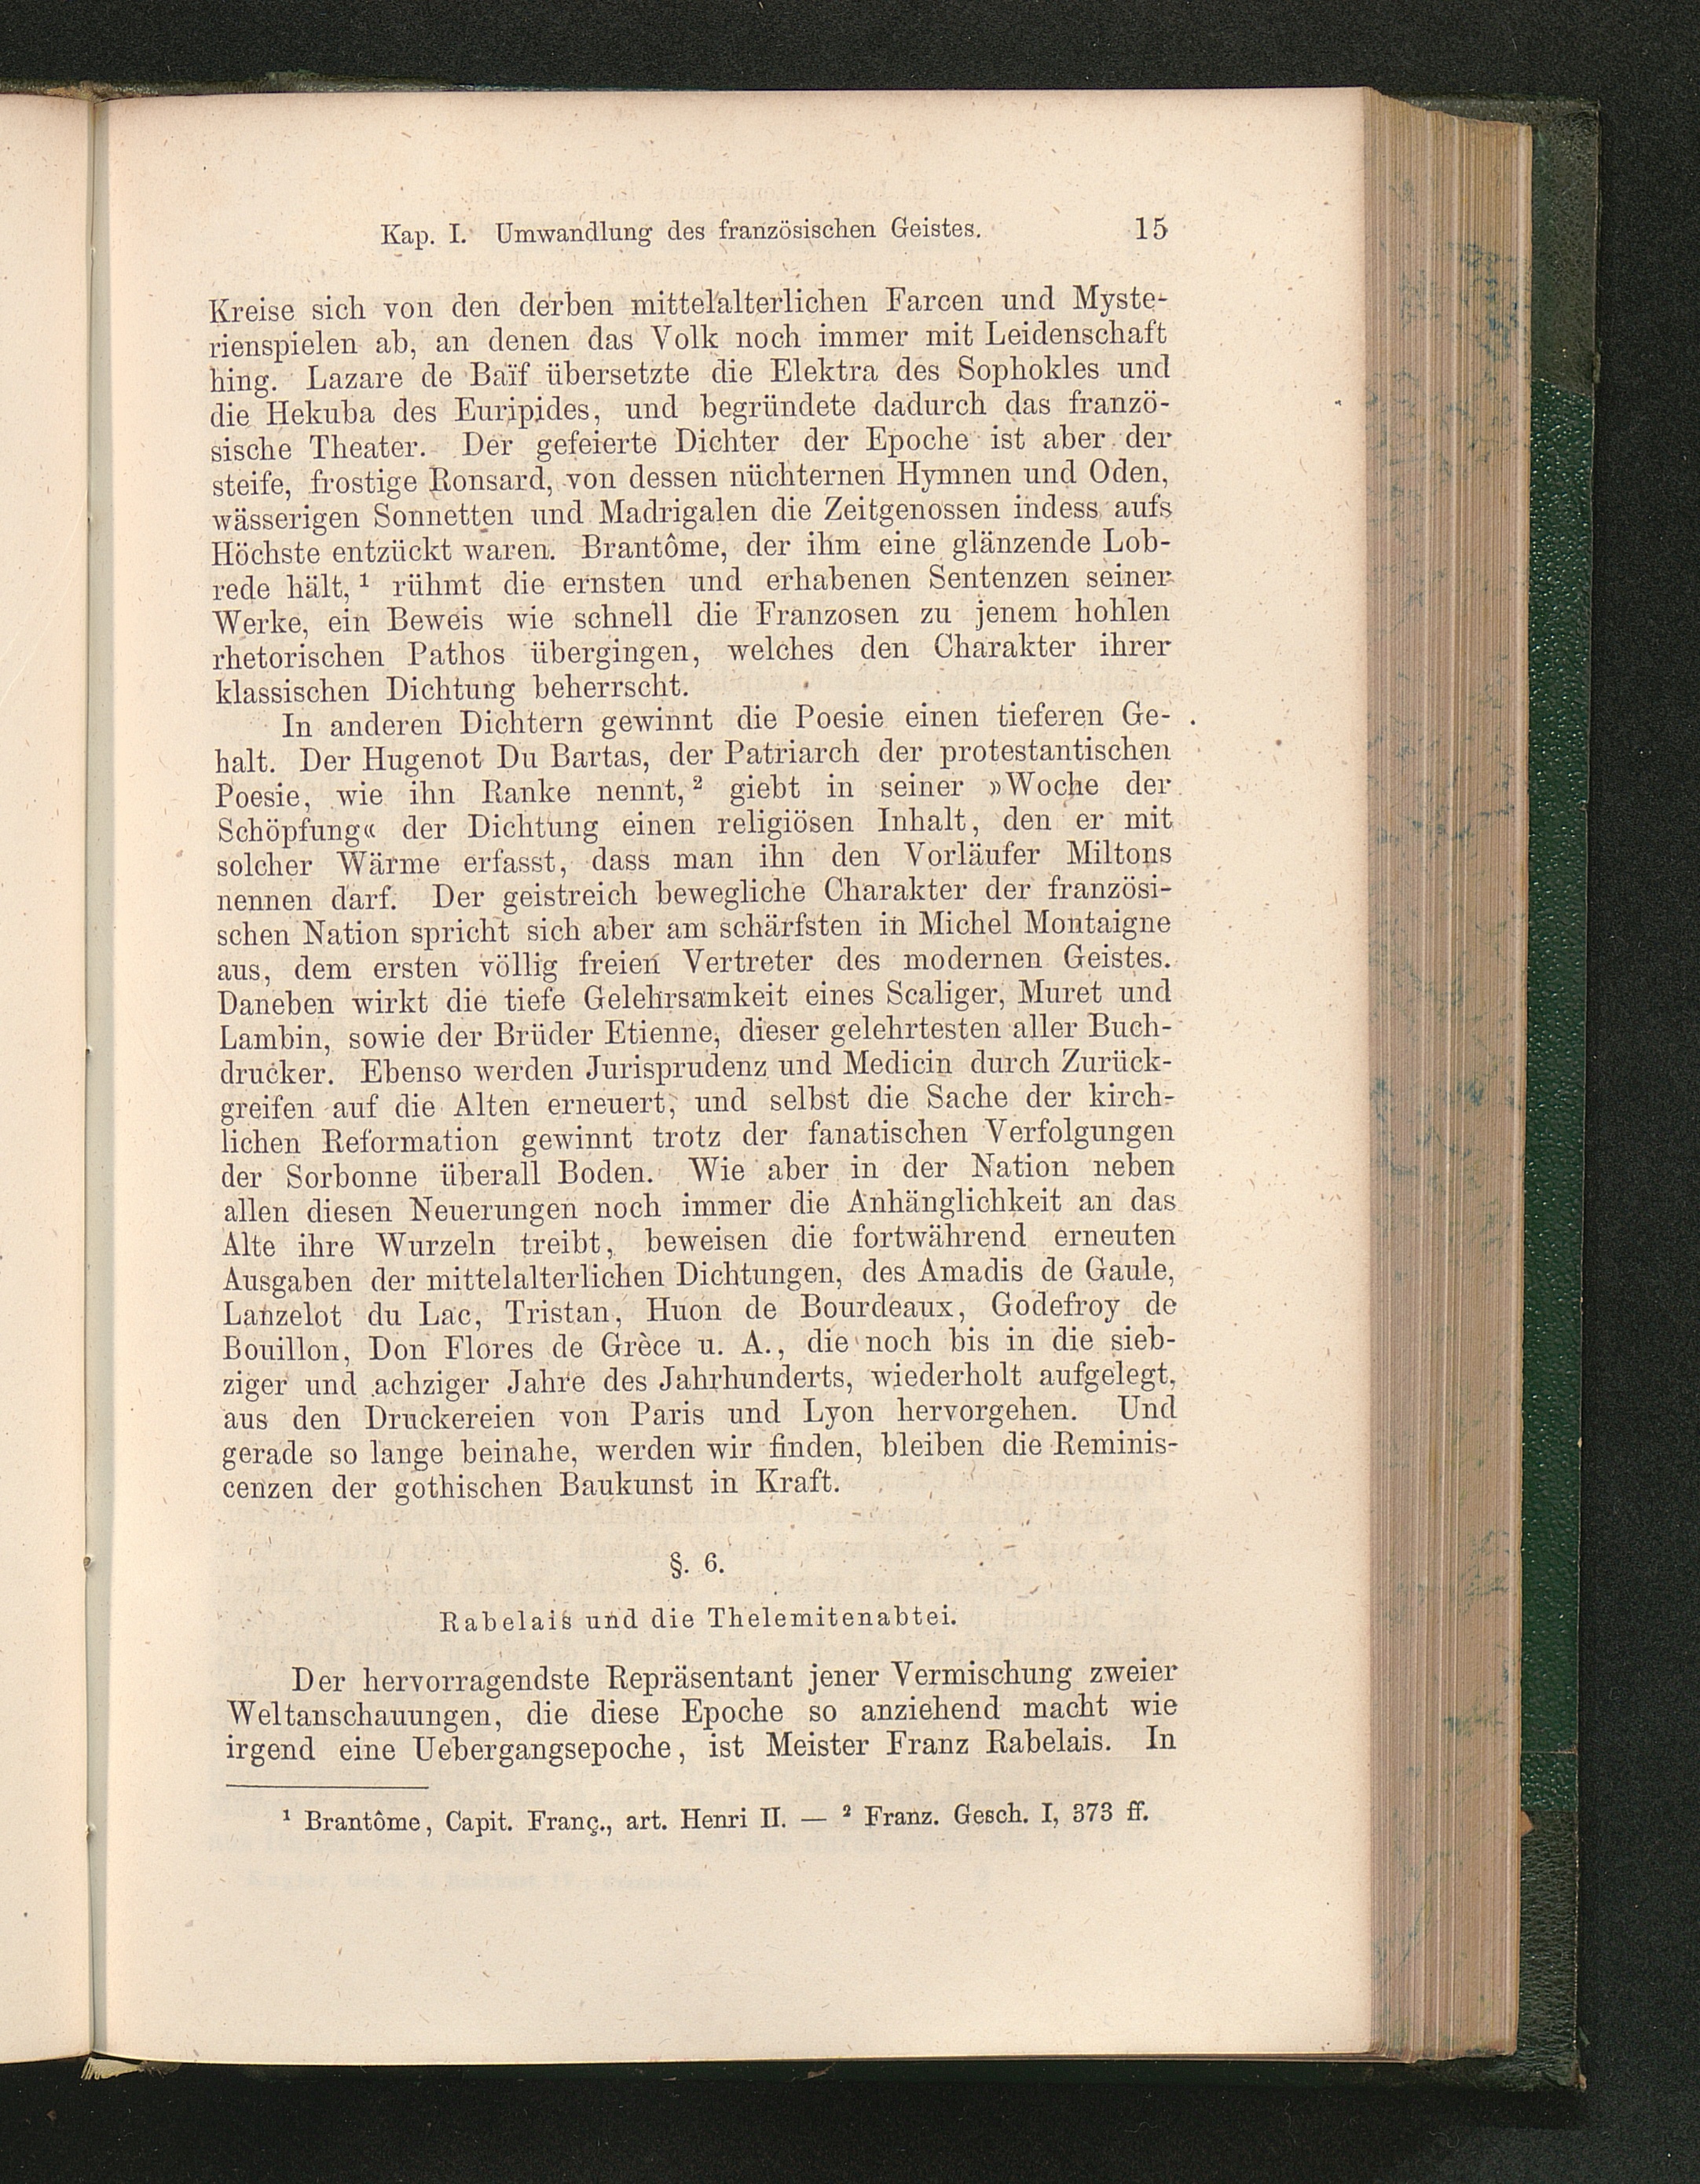 Kap. I. Umwandlung des französischen Geistes. 15
Kreise sich von den derben mittelalterlichen Farcen und Myste-
rienspielen ab, an denen das Volk noch immer mit Leidenschaft
hing. Lazare de Baïf übersetzte die Elektra des Sophokles und
die Hekuba des Euripides, und begründete dadurch das franzö-
sische Theater. Der gefeierte Dichter der Epoche ist aber der
steife, frostige Ronsard, von dessen nüchternen Hymnen und Oden,
wässerigen Sonnetten und Madrigalen die Zeitgenossen indess aufs
Höchste entzückt waren. Brantôme, der ihm eine glänzende Lob-
rede hält, ¹ rühmt die ernsten und erhabenen Sentenzen seiner
Werke, ein Beweis wie schnell die Franzosen zu jenem hohlen
rhetorischen Pathos übergingen, welches den Charakter ihrer
klassischen Dichtung beherrscht.
In anderen Dichtern gewinnt die Poesie einen tieferen Ge-
halt. Der Hugenot Du Bartas, der Patriarch der protestantischen
Poesie, wie ihn Ranke nennt, ² giebt in seiner »Woche der
Schöpfung« der Dichtung einen religiösen Inhalt, den er mit
solcher Wärme erfasst, dass man ihn den Vorläufer Miltons
nennen darf. Der geistreich bewegliche Charakter der französi-
schen Nation spricht sich aber am schärfsten in Michel Montaigne
aus, dem ersten völlig freien Vertreter des modernen Geistes.
Daneben wirkt die tiefe Gelehrsamkeit eines Scaliger, Muret und
Lambin, sowie der Brüder Etienne, dieser gelehrtesten aller Buch-
drucker. Ebenso werden Jurisprudenz und Medicin durch Zurück-
greifen auf die Alten erneuert, und selbst die Sache der kirch-
lichen Reformation gewinnt trotz der fanatischen Verfolgungen
der Sorbonne überall Boden. Wie aber in der Nation neben
allen diesen Neuerungen noch immer die Anhänglichkeit an das
Alte ihre Wurzeln treibt, beweisen die fortwährend erneuten
Ausgaben der mittelalterlichen Dichtungen, des Amadis de Gaule,
Lanzelot du Lac, Tristan, Huon de Bourdeaux, Godefroy de
Bouillon, Don Flores de Grèce u. A., die noch bis in die sieb-
ziger und achziger Jahre des Jahrhunderts, wiederholt aufgelegt,
aus den Druckereien von Paris und Lyon hervorgehen. Und
gerade so lange beinahe, werden wir finden, bleiben die Reminis-
cenzen der gothischen Baukunst in Kraft.
§. 6.
Rabelais und die Thelemitenabtei.
Der hervorragendste Repräsentant jener Vermischung zweier
Weltanschauungen, die diese Epoche so anziehend macht wie
irgend eine Uebergangsepoche, ist Meister Franz Rabelais. In
¹ Brantôme, Capit. Franç., art. Henri II. — ² Franz. Gesch. I, 373 ff.